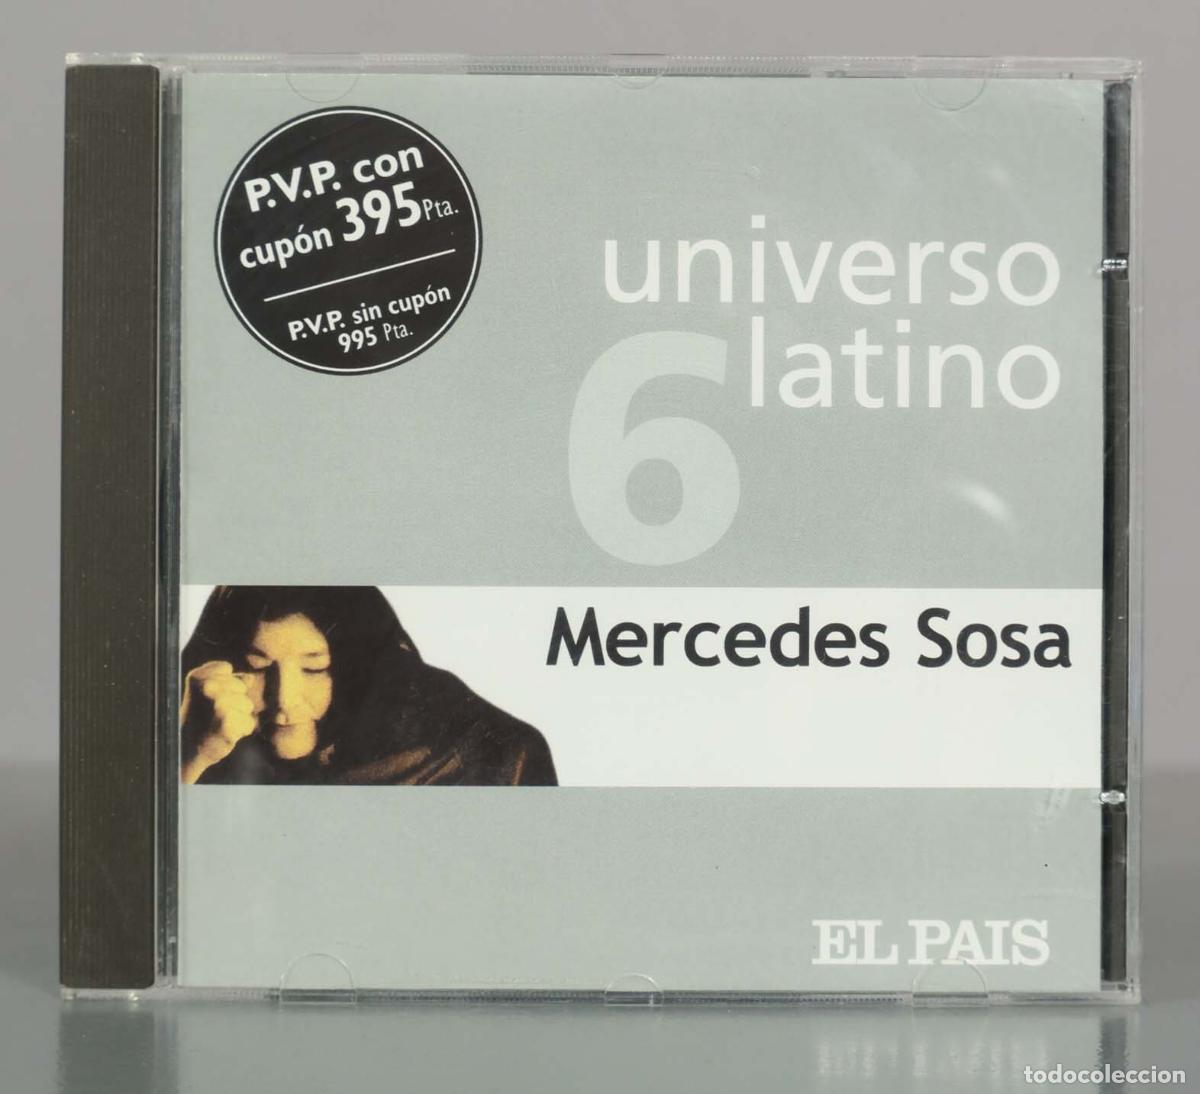 P.V.P. con
cupón 395 Pta.
P.V.P. sin cupón
995 Pta.
universo
latino
6
Mercedes Sosa
EL PAIS
todocoleccion